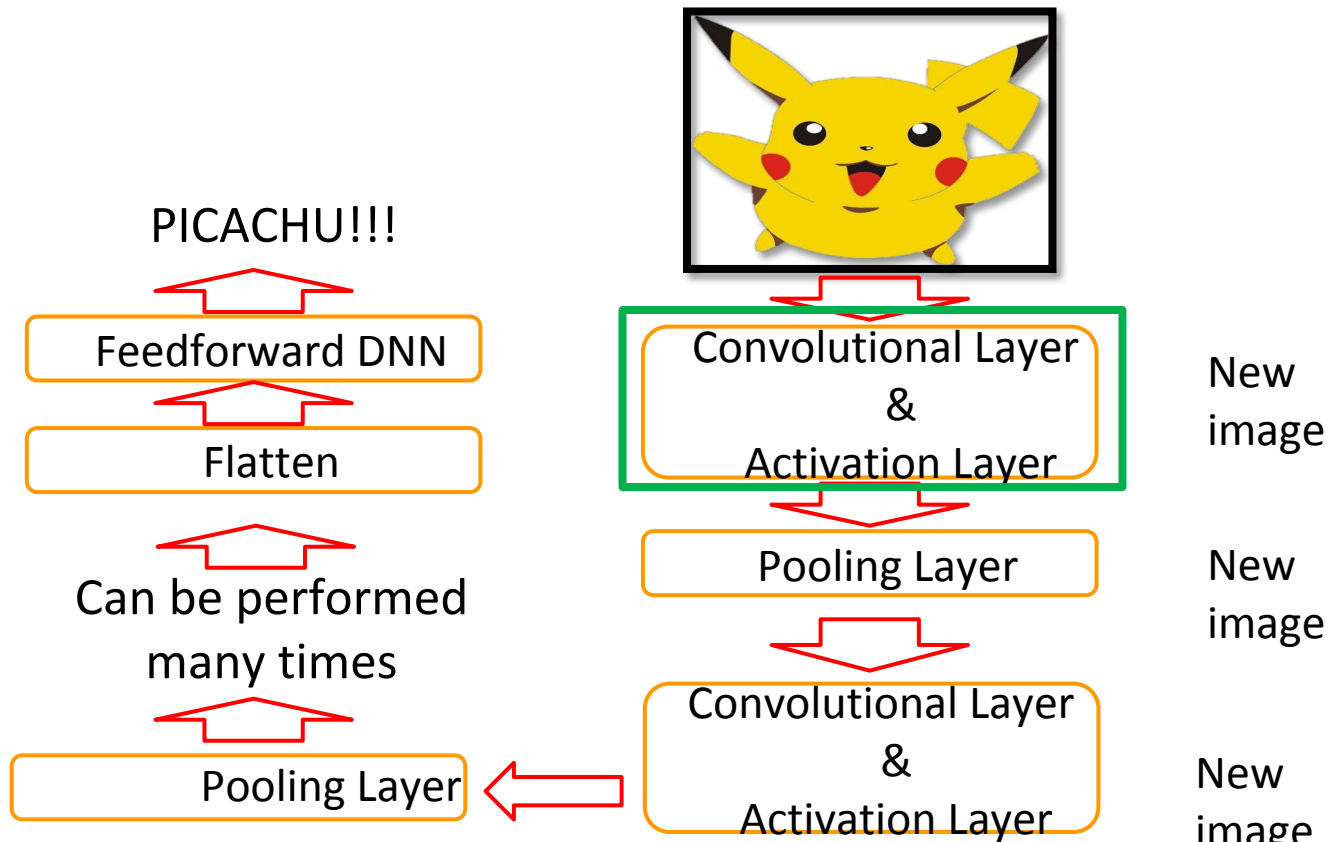 Convolutional Layer
&
Activation Layer
New
image
Pooling Layer
New
image
Convolutional Layer
&
Activation Layer
New
image
Pooling Layer
Can be performed
many times
Flatten
Feedforward DNN
PICACHU!!!